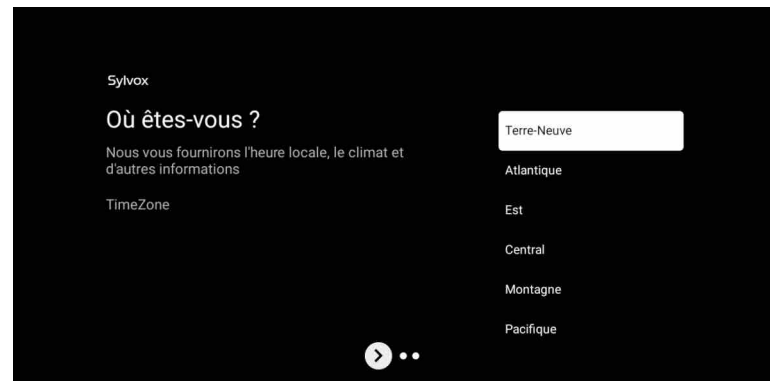 Sylvox
Où êtes-vous ?
Nous vous fournirons l'heure locale, le climat et
d'autres informations
TimeZone
Terre-Neuve
Atlantique
Est
Central
Montagne
Pacifique